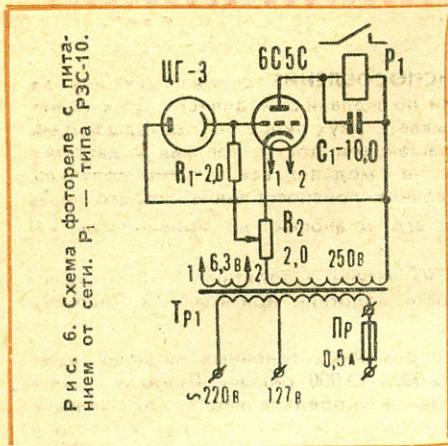 Рис. 6. Схема фотореле с пита-
нием от сети. Р₁ — типа РЗС-10.
ЦГ-3
6С5С
Р₁
С₁-10,0
R₁-2,0
1 2
R₂
2,0
1 6,3в 2
250в
Тр₁
Пр
0,5А
~220в 127в